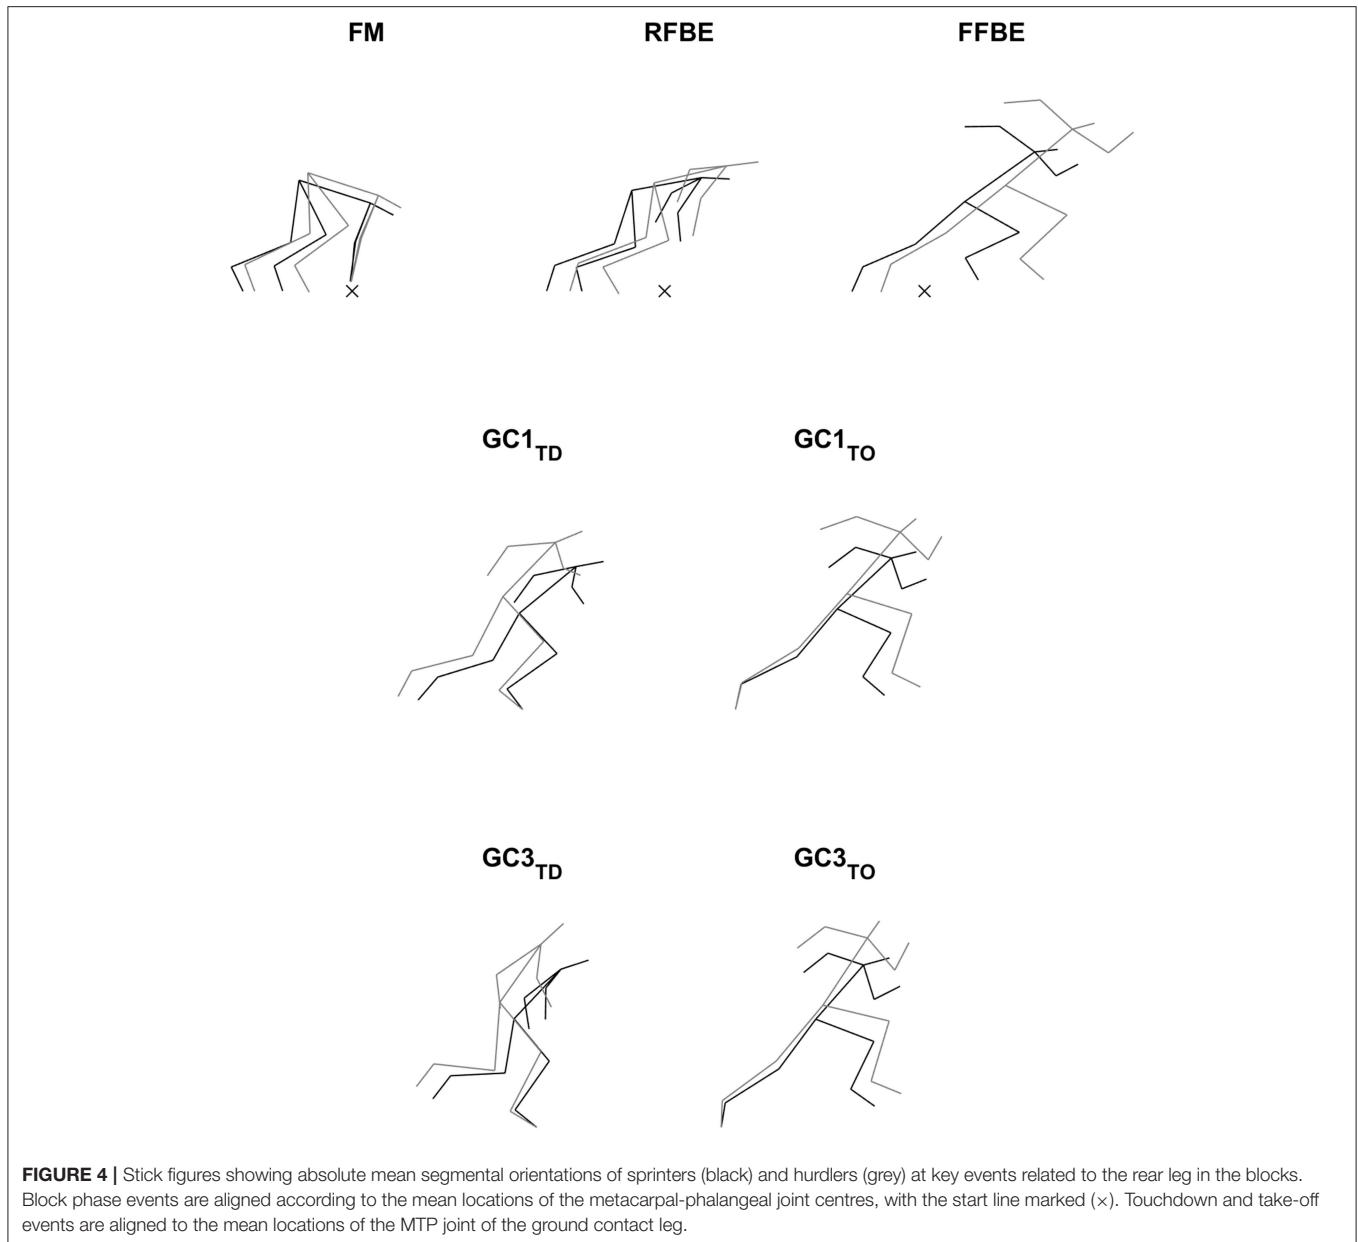 FM RFBE FFBE
GC1TD GC1TO
GC3TD GC3TO
FIGURE 4 | Stick figures showing absolute mean segmental orientations of sprinters (black) and hurdlers (grey) at key events related to the rear leg in the blocks.
Block phase events are aligned according to the mean locations of the metacarpal-phalangeal joint centres, with the start line marked (×). Touchdown and take-off
events are aligned to the mean locations of the MTP joint of the ground contact leg.